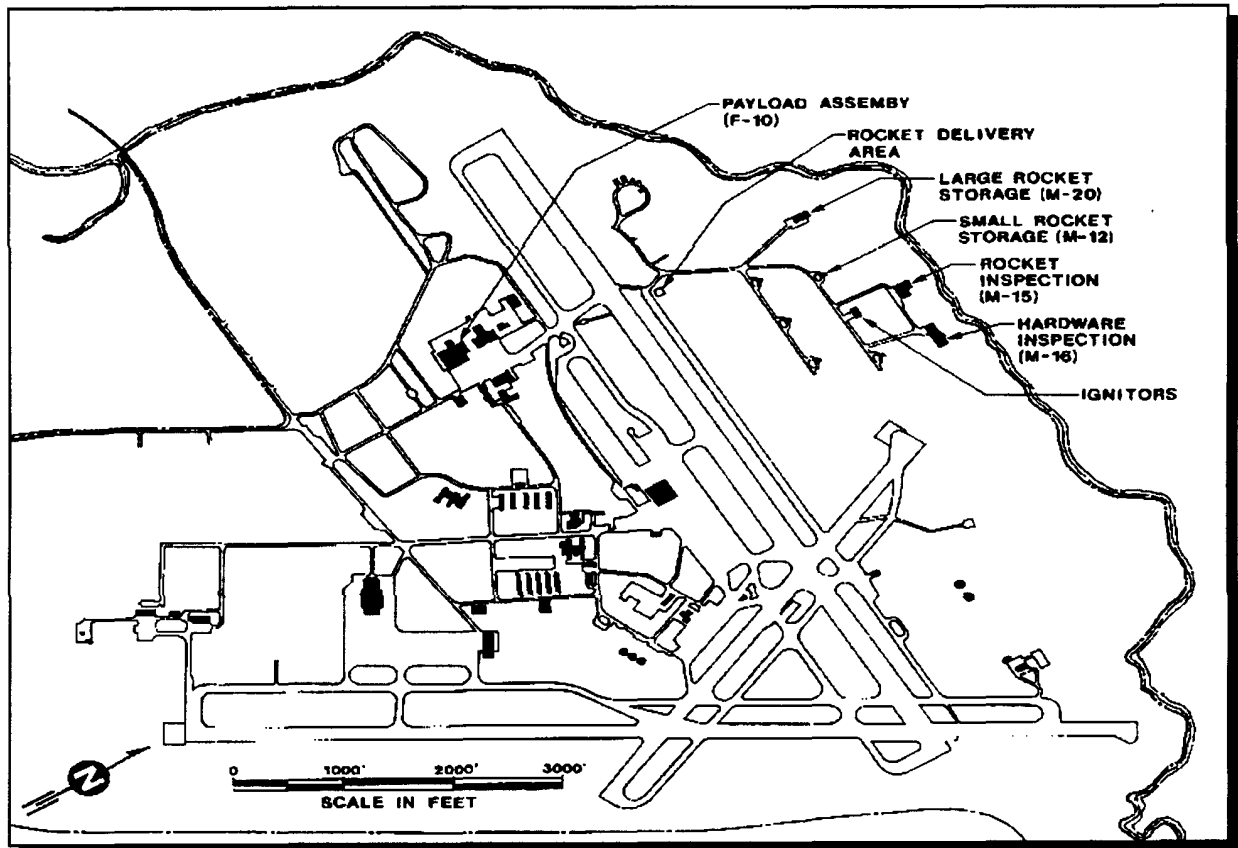 PAYLOAD ASSEMBY
(F-10)
ROCKET DELIVERY
AREA
LARGE ROCKET
STORAGE (M-20)
SMALL ROCKET
STORAGE (M-12)
ROCKET
INSPECTION
(M-15)
HARDWARE
INSPECTION
(M-16)
IGNITORS
N
0 1000' 2000' 3000'
SCALE IN FEET